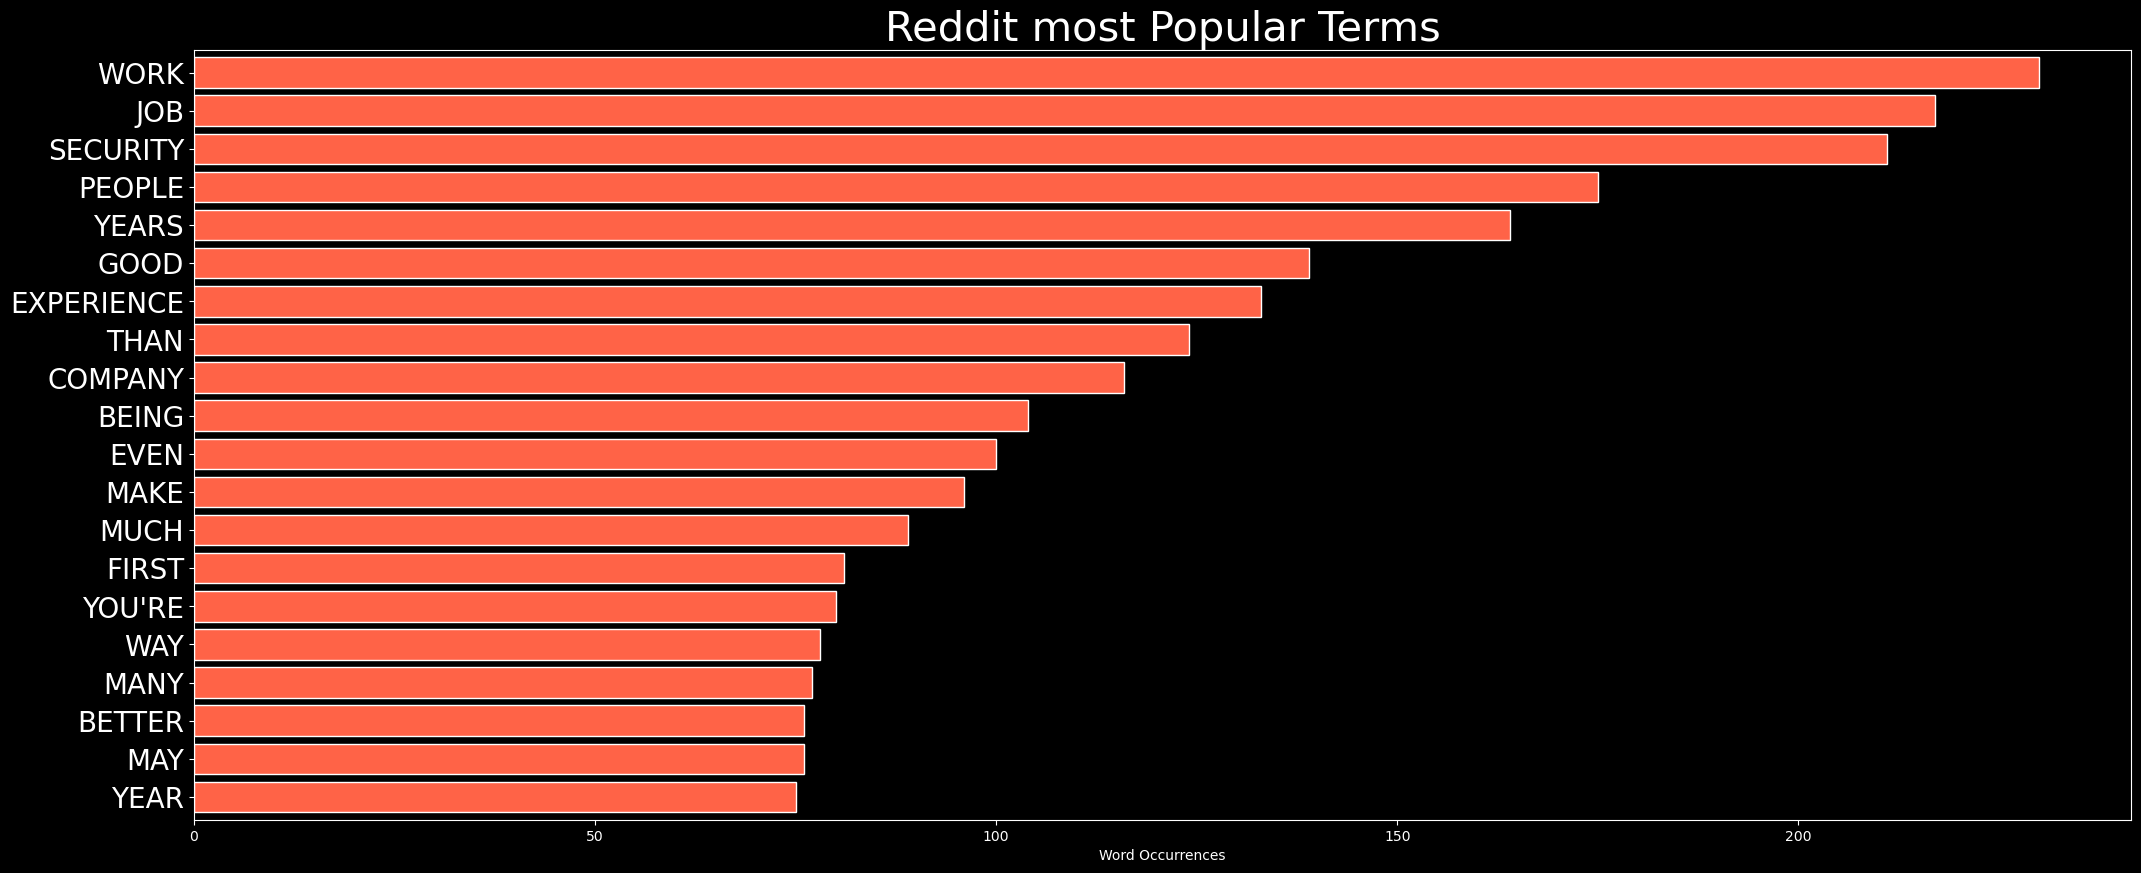 Reddit most Popular Terms
WORK
JOB
SECURITY
PEOPLE
YEARS
GOOD
EXPERIENCE
THAN
COMPANY
BEING
EVEN
MAKE
MUCH
FIRST
YOU'RE
WAY
MANY
BETTER
MAY
YEAR
0 50 100 150 200
Word Occurrences